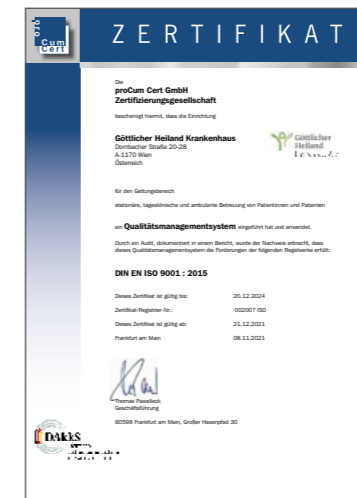 pro
Cum
Cert
ZERTIFIKAT
Die
proCum Cert GmbH
Zertifizierungsgesellschaft
bescheinigt hiermit, dass die Einrichtung
Göttlicher Heiland Krankenhaus
Dornbacher Straße 20-28
A-1170 Wien
Österreich
Göttlicher
Heiland
für den Geltungsbereich
stationäre, tagesklinische und ambulante Betreuung von Patientinnen und Patienten
ein Qualitätsmanagementsystem eingeführt hat und anwendet.
Durch ein Audit, dokumentiert in einem Bericht, wurde der Nachweis erbracht, dass
dieses Qualitätsmanagementsystem die Forderungen der folgenden Regelwerke erfüllt:
DIN EN ISO 9001 : 2015
Dieses Zertifikat ist gültig bis: 20.12.2024
Zertifikat-Registrier-Nr.: 002007 ISO
Dieses Zertifikat ist gültig ab: 21.12.2021
Frankfurt am Main 08.11.2021
Thomas Pawelleck
Geschäftsführung
60598 Frankfurt am Main, Großer Hasenpfad 30
DAkkS